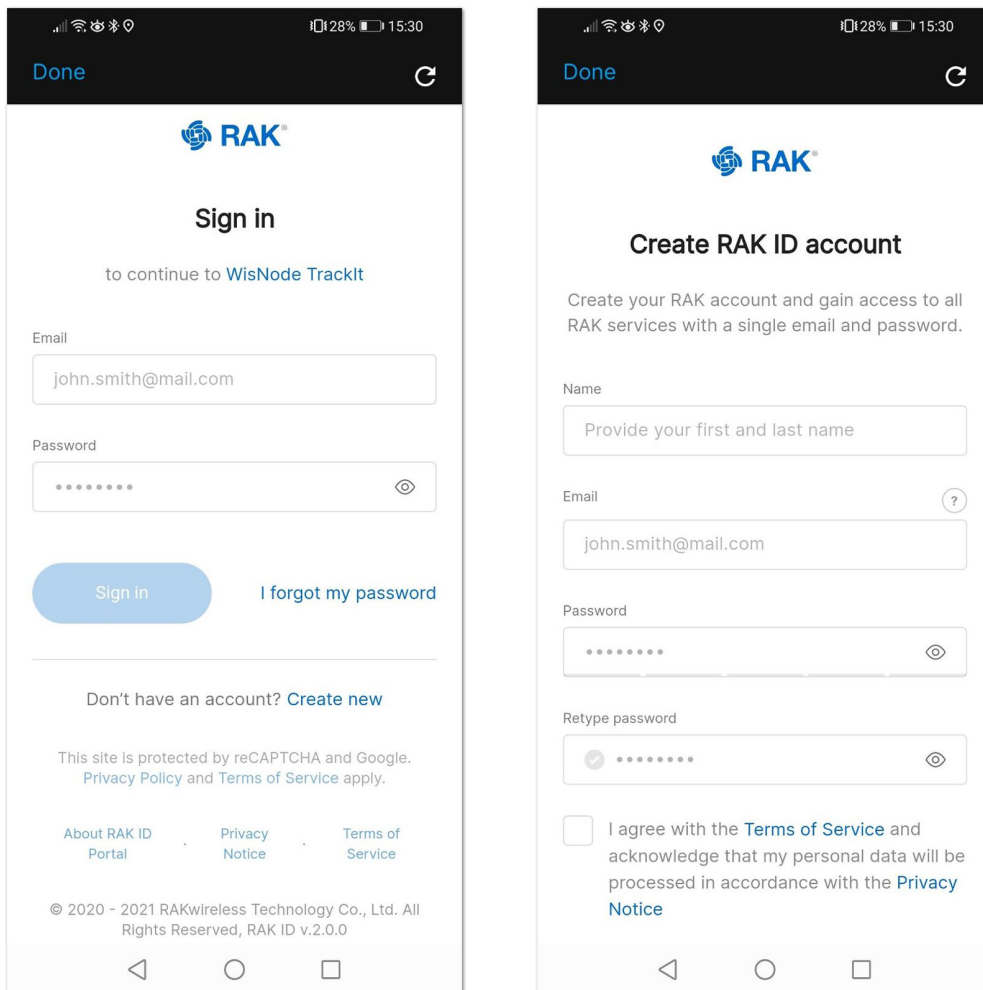 28% 15:30
Done
RAK®
Sign in
to continue to WisNode TrackIt
Email
john.smith@mail.com
Password
Sign in
I forgot my password
Don't have an account? Create new
This site is protected by reCAPTCHA and Google.
Privacy Policy and Terms of Service apply.
About RAK ID
Portal
.
Privacy
Notice
.
Terms of
Service
© 2020 - 2021 RAKwireless Technology Co., Ltd. All
Rights Reserved, RAK ID v.2.0.0
28% 15:30
Done
RAK®
Create RAK ID account
Create your RAK account and gain access to all
RAK services with a single email and password.
Name
Provide your first and last name
Email
?
john.smith@mail.com
Password
Retype password
I agree with the Terms of Service and
acknowledge that my personal data will be
processed in accordance with the Privacy
Notice